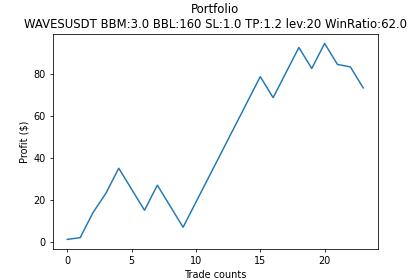 Portfolio
WAVESUSDT BBM:3.0 BBL:160 SL:1.0 TP:1.2 lev:20 WinRatio:62.0
80
60
40
20
0
Profit ($)
0 5 10 15 20
Trade counts